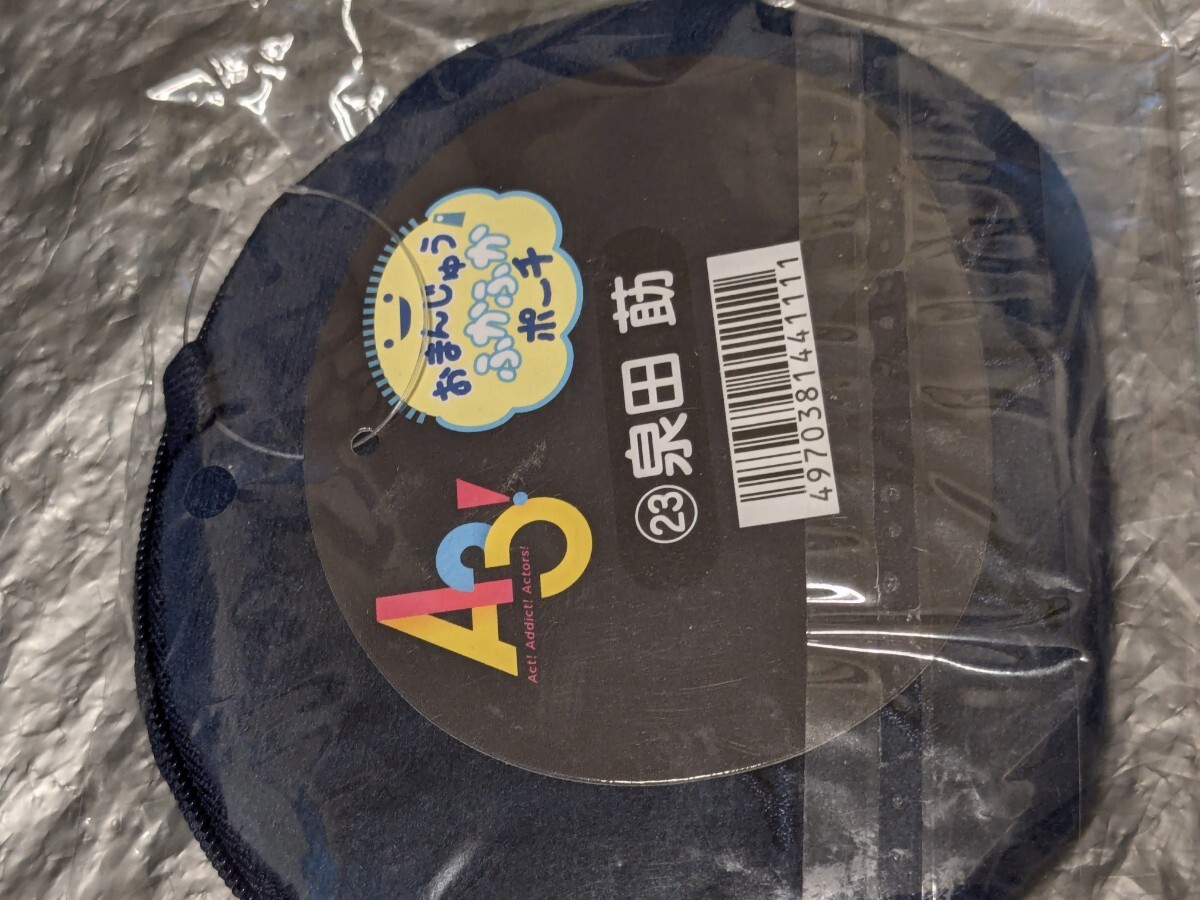 A3!
Act! Addict! Actors!
おまんじゅう
ふかふか
ポーチ
㉓泉田 莇
4970381441111